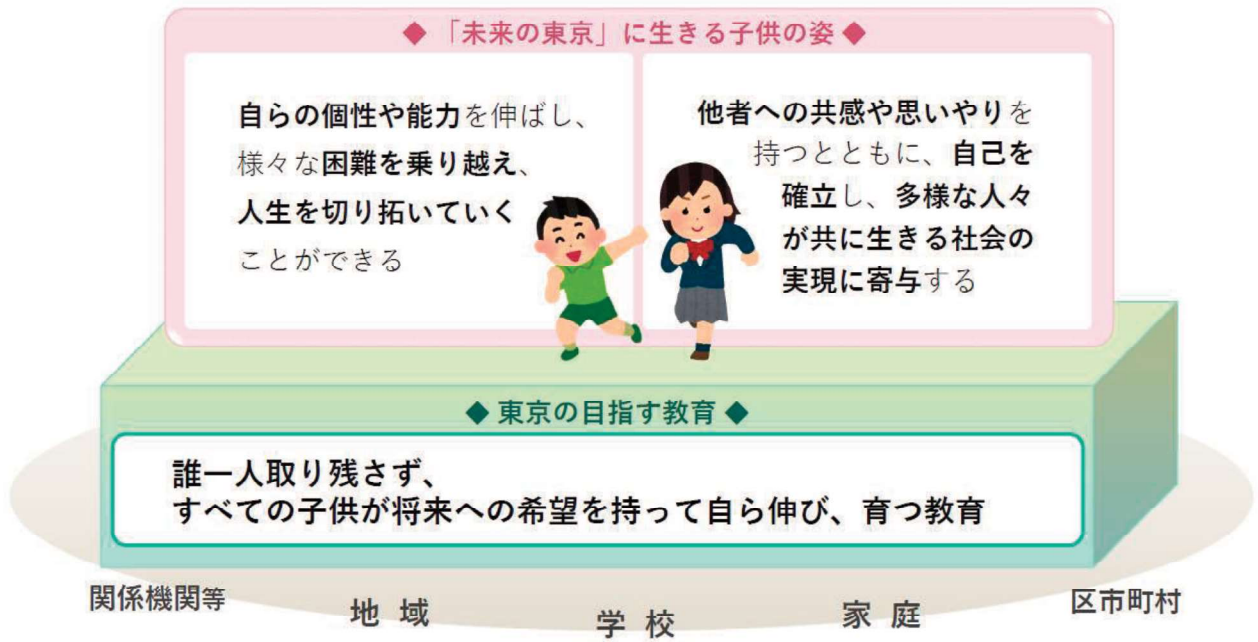 ◆「未来の東京」に生きる子供の姿◆
自らの個性や能力を伸ばし、
様々な困難を乗り越え、
人生を切り拓いていく
ことができる
他者への共感や思いやりを
持つとともに、自己を
確立し、多様な人々
が共に生きる社会の
実現に寄与する
◆東京の目指す教育◆
誰一人取り残さず、
すべての子供が将来への希望を持って自ら伸び、育つ教育
関係機関等
地域
学校
家庭
区市町村